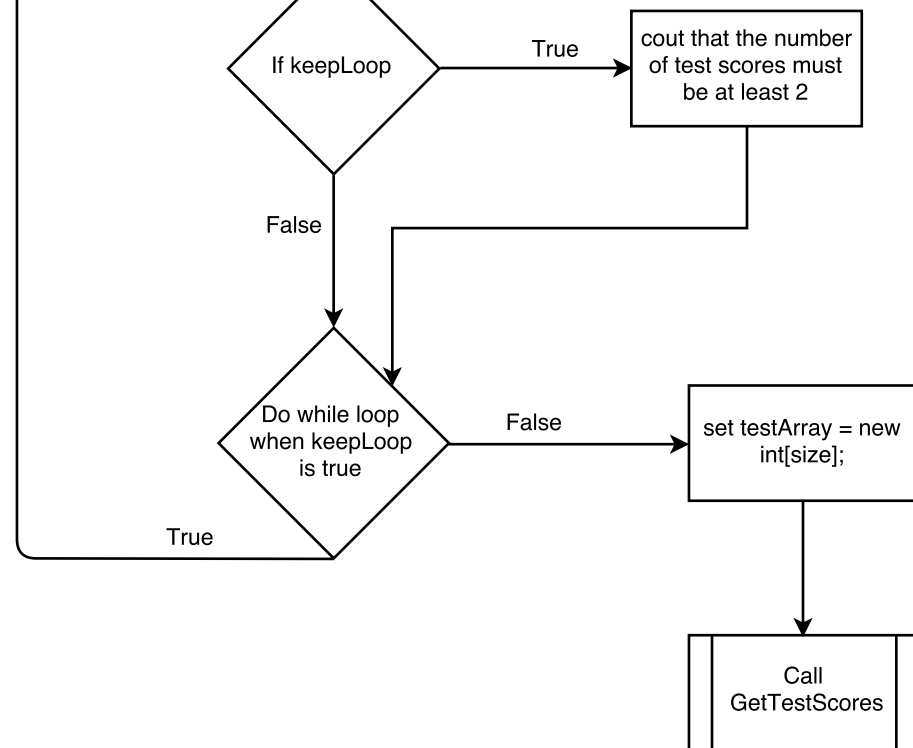 If keepLoop
True
cout that the number
of test scores must
be at least 2
False
Do while loop
when keepLoop
is true
False
set testArray = new
int[size];
True
Call
GetTestScores